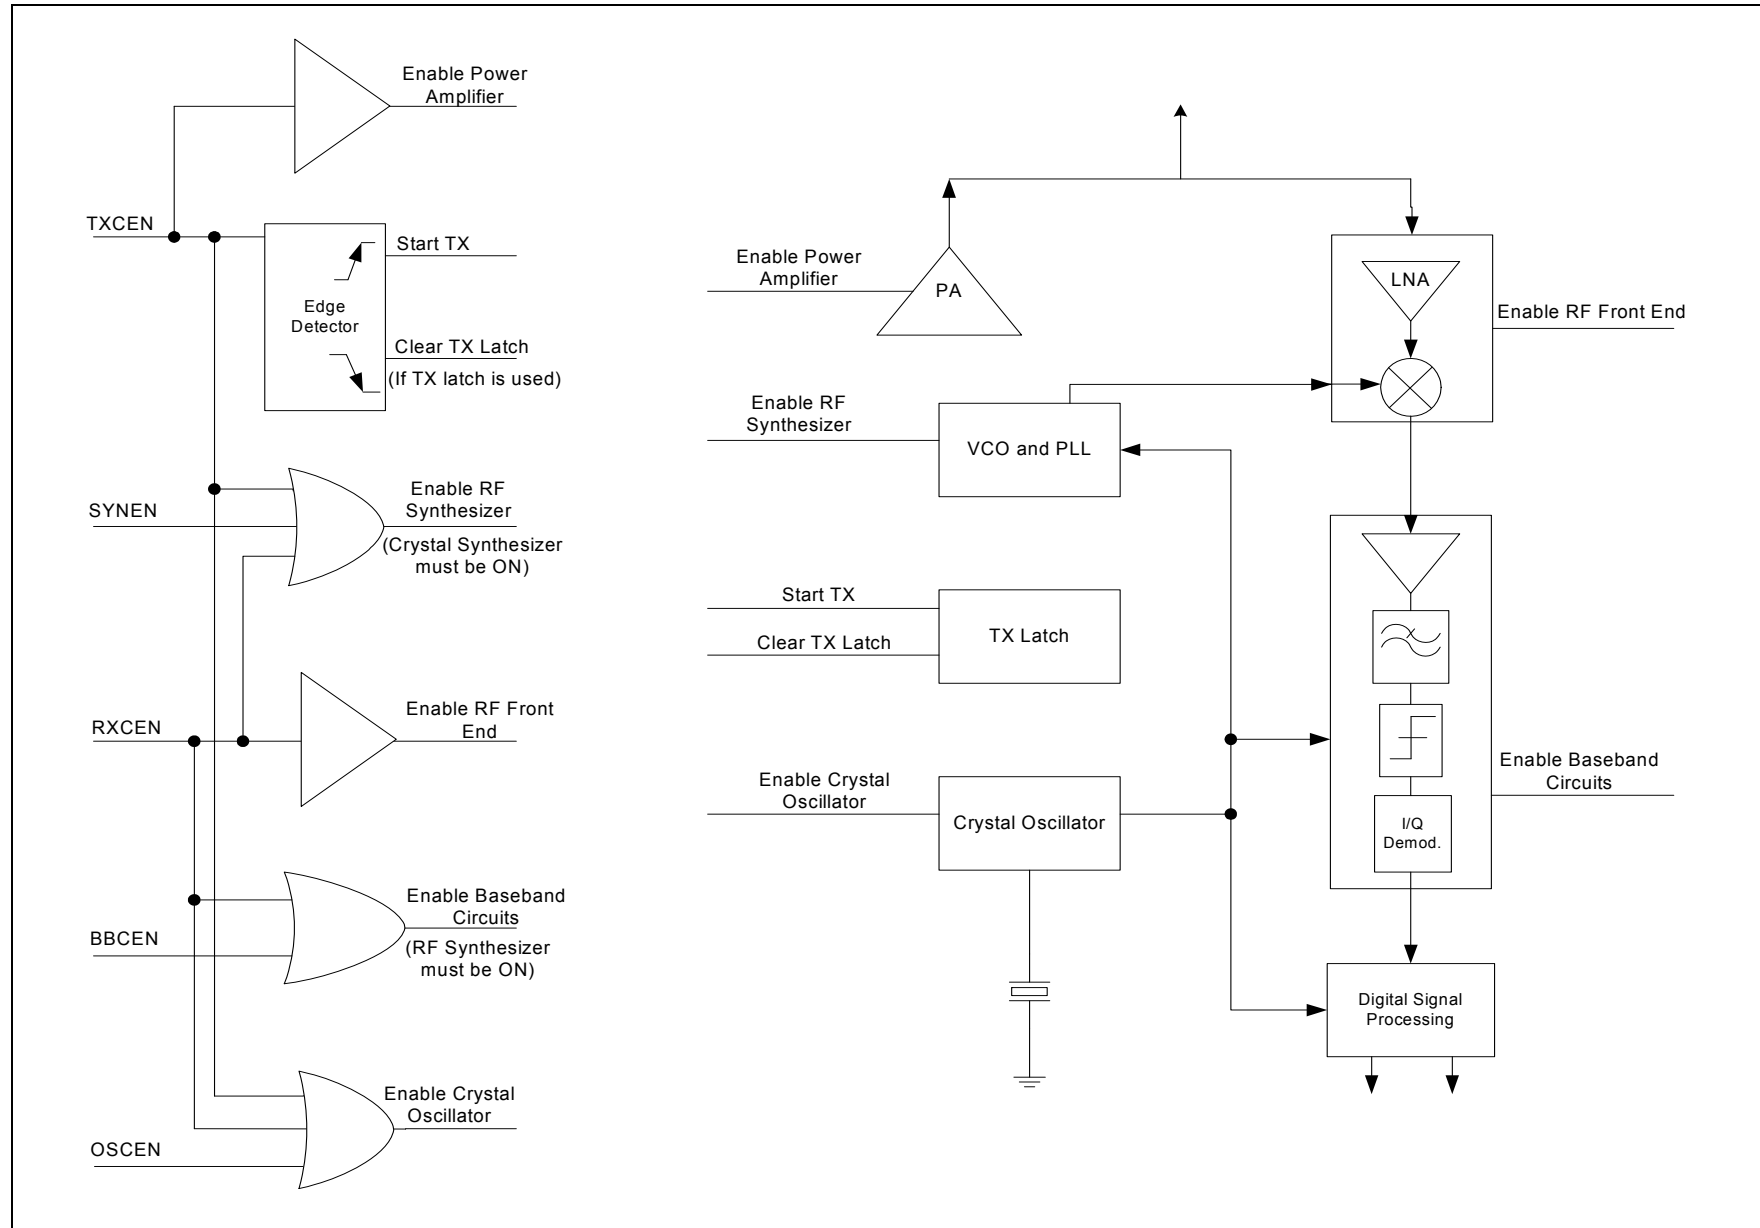 Enable Power
Amplifier
TXCEN
Start TX
Edge
Detector
Clear TX Latch
(If TX latch is used)
SYNEN
Enable RF
Synthesizer
(Crystal Synthesizer
must be ON)
RXCEN
Enable RF Front
End
Enable Baseband
Circuits
BBCEN
(RF Synthesizer
must be ON)
Enable Crystal
Oscillator
OSCEN
Enable Power
Amplifier
PA
LNA
Enable RF Front End
Enable RF
Synthesizer
VCO and PLL
Start TX
Clear TX Latch
TX Latch
Enable Crystal
Oscillator
Crystal Oscillator
Enable Baseband
Circuits
I/Q
Demod.
Digital Signal
Processing